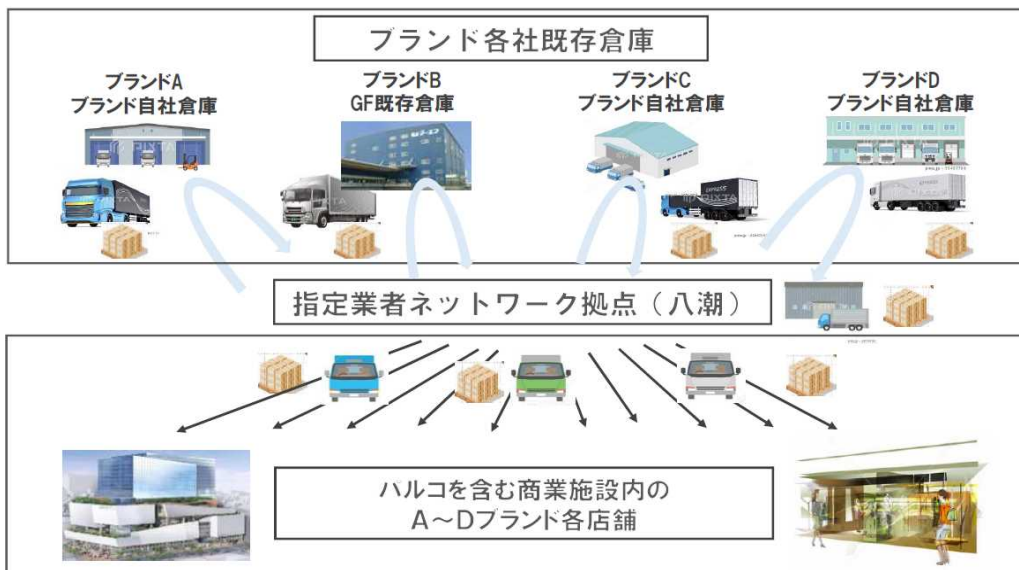 ブランド各社既存倉庫
ブランドA
ブランド自社倉庫
ブランドB
GF既存倉庫
ブランドC
ブランド自社倉庫
ブランドD
ブランド自社倉庫
PIXTA
指定業者ネットワーク拠点（八潮）
ハルコを含む商業施設内の
A～Dブランド各店舗